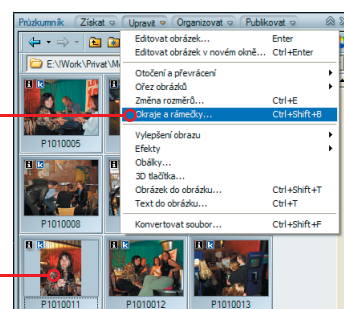 Průzkumník Získat Upravit Organizovat Publikovat
E:\!Work\Privat\M
Editovat obrázek... Enter
Editovat obrázek v novém okně... Ctrl+Enter
Otočení a převrácení
Ořez obrázků
Změna rozměrů... Ctrl+E
Okraje a rámečky... Ctrl+Shift+B
Vylepšení obrazu
Efekty
Obálky...
3D tlačítka...
Obrázek do obrázku... Ctrl+Shift+T
Text do obrázku... Ctrl+T
Konvertovat soubor... Ctrl+Shift+F
P1010005
P1010008
P1010011 P1010012 P1010013